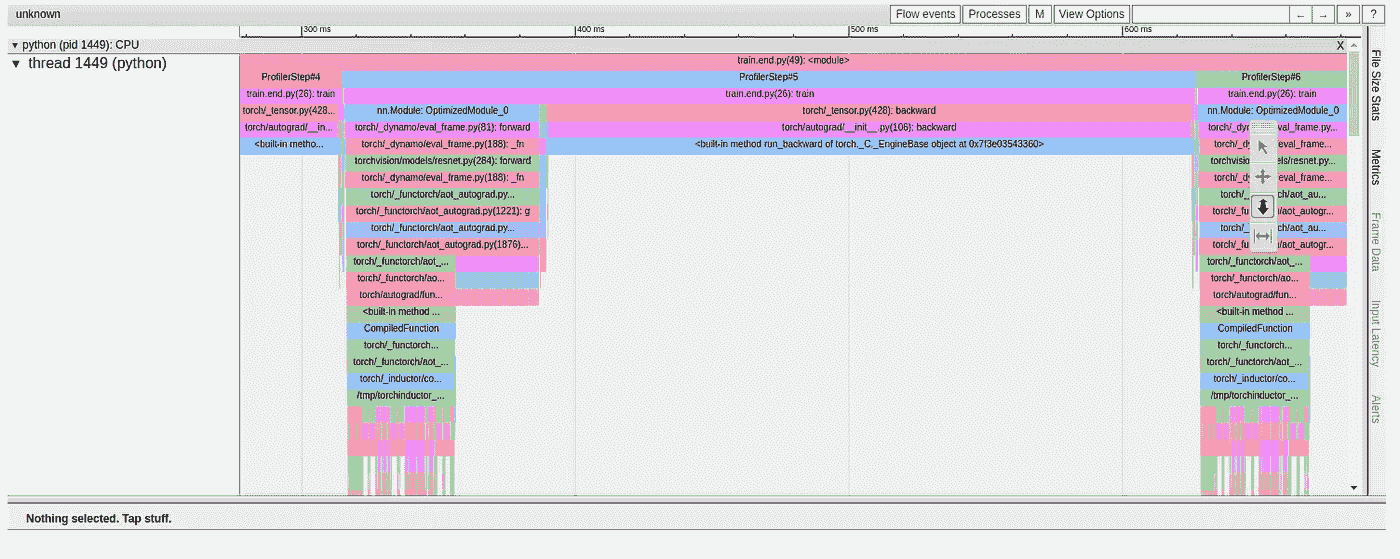 unknown
Flow events Processes M View Options ← → » ?
300 ms 400 ms 500 ms 600 ms
▼ python (pid 1449): CPU X
▼ thread 1449 (python)
train.end.py(49): <module>
ProfilerStep#4 ProfilerStep#5 ProfilerStep#6
train.end.py(26): train train.end.py(26): train train.end.py(26): train
torch/_tensor.py(428... nn.Module: OptimizedModule_0 torch/_tensor.py(428): backward nn.Module: OptimizedModule_0
torch/autograd/__in... torch/_dynamo/eval_frame.py(81): forward torch/autograd/__init__.py(106): backward torch/_dy eval_frame.py...
<built-in metho... torch/_dynamo/eval_frame.py(188): _fn <built-in method run_backward of torch._C._EngineBase object at 0x7f3e03543360> torch/_d eval_frame...
torchvision/models/resnet.py(284): forward torchvisi els/resnet.py...
torch/_dynamo/eval_frame.py(188): _fn torch/_d eval_frame...
torch/_functorch/aot_autograd.py... torch/_fu h/aot_au...
torch/_functorch/aot_autograd.py(1221): g torch/_fu aot_autogr...
torch/_functorch/aot_autograd.py... torch/_fu h/aot_au...
torch/_functorch/aot_autograd.py(1876)... torch/_fu aot_autogr...
torch/_functorch/aot_... torch/_functorch/aot_...
torch/_functorch/ao... torch/_functorch/ao...
torch/autograd/fun... torch/autograd/fun...
<built-in method ... <built-in method ...
CompiledFunction CompiledFunction
torch/_functorch... torch/_functorch...
torch/_functorch/aot_... torch/_functorch/aot_...
torch/_inductor/co... torch/_inductor/co...
/tmp/torchinductor_... /tmp/torchinductor_...
File Size Stats
Metrics
Frame Data
Input Latency
Alerts
Nothing selected. Tap stuff.